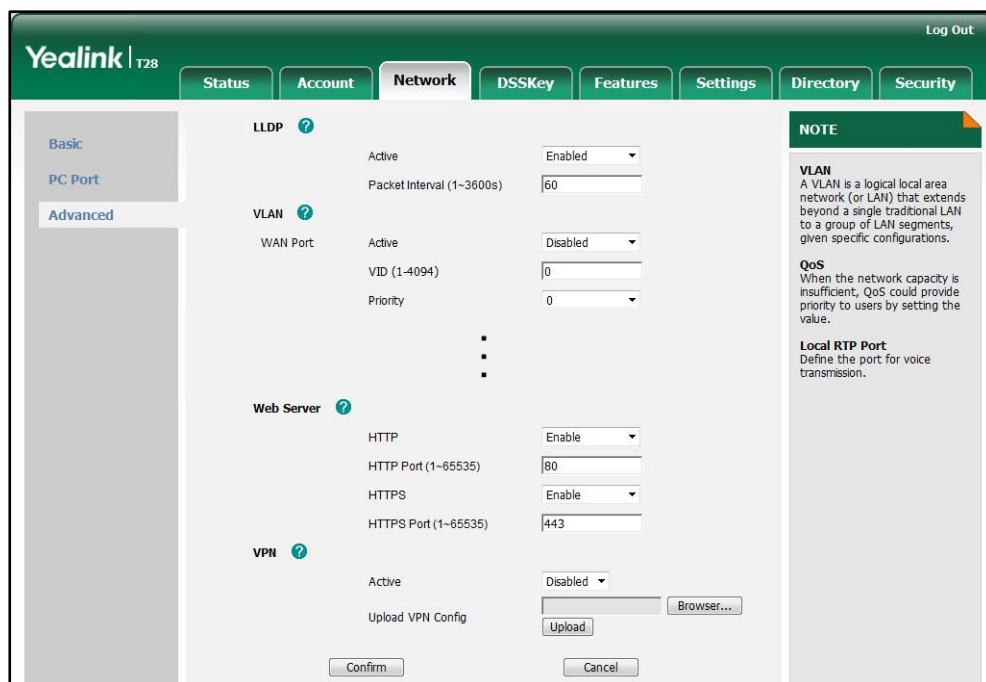 Log Out
Yealink T28
Status Account Network DSSKey Features Settings Directory Security
Basic
PC Port
Advanced
LLDP ?
Active Enabled
Packet Interval (1~3600s) 60
VLAN ?
WAN Port Active Disabled
VID (1-4094) 0
Priority 0
Web Server ?
HTTP Enable
HTTP Port (1~65535) 80
HTTPS Enable
HTTPS Port (1~65535) 443
VPN ?
Active Disabled
Upload VPN Config Browser...
Upload
Confirm Cancel
NOTE
VLAN
A VLAN is a logical local area
network (or LAN) that extends
beyond a single traditional LAN
to a group of LAN segments,
given specific configurations.
QoS
When the network capacity is
insufficient, QoS could provide
priority to users by setting the
value.
Local RTP Port
Define the port for voice
transmission.